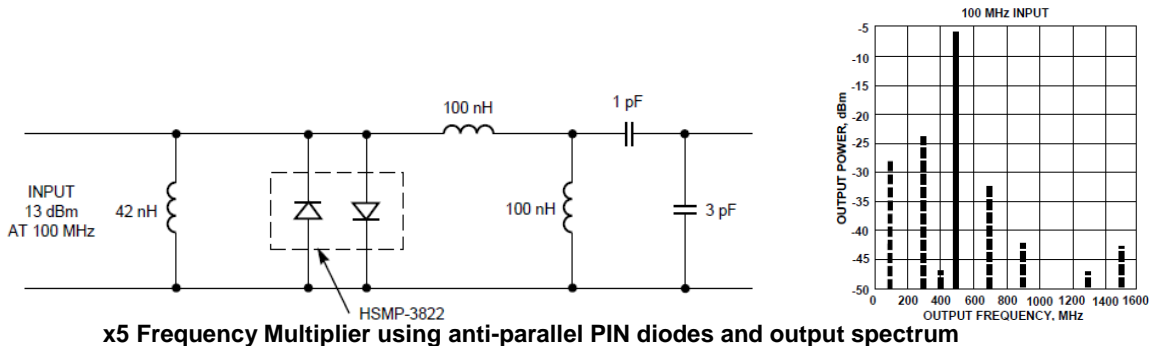 100 MHz INPUT
1 pF
100 nH
INPUT
13 dBm
AT 100 MHz
42 nH
100 nH
3 pF
HSMP-3822
OUTPUT POWER, dBm
-5
-10
-15
-20
-25
-30
-35
-40
-45
-50
0 200 400 600 800 1000 1200 1400 1600
OUTPUT FREQUENCY, MHz
x5 Frequency Multiplier using anti-parallel PIN diodes and output spectrum